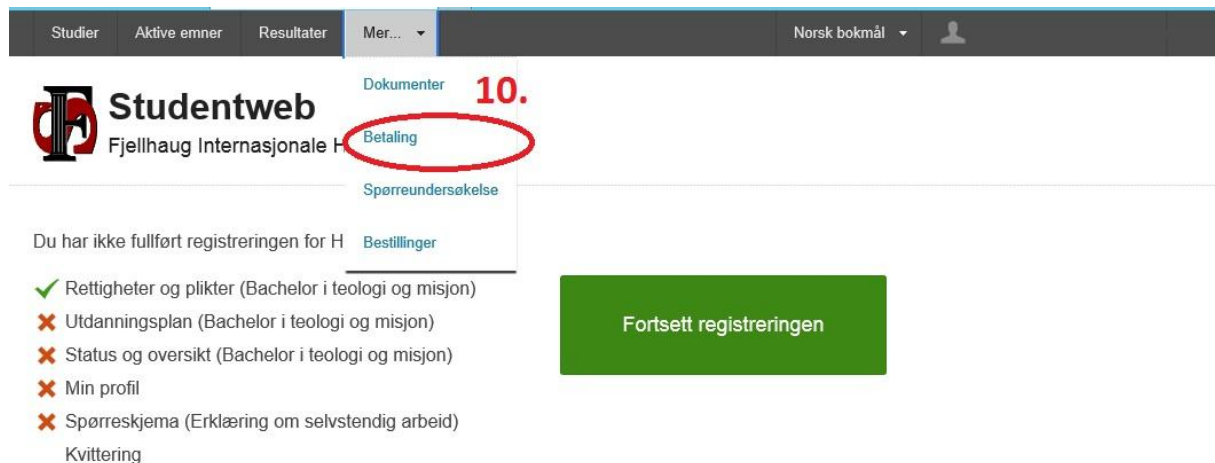 Studier Aktive emner Resultater Mer... Norsk bokmål
Dokumenter
10.
Betaling
Spørreundersøkelse
Bestillinger
Studentweb
Fjellhaug Internasjonale H
Du har ikke fullført registreringen for H
Rettigheter og plikter (Bachelor i teologi og misjon)
Utdanningsplan (Bachelor i teologi og misjon)
Status og oversikt (Bachelor i teologi og misjon)
Min profil
Spørreskjema (Erklæring om selvstendig arbeid)
Kvittering
Fortsett registreringen